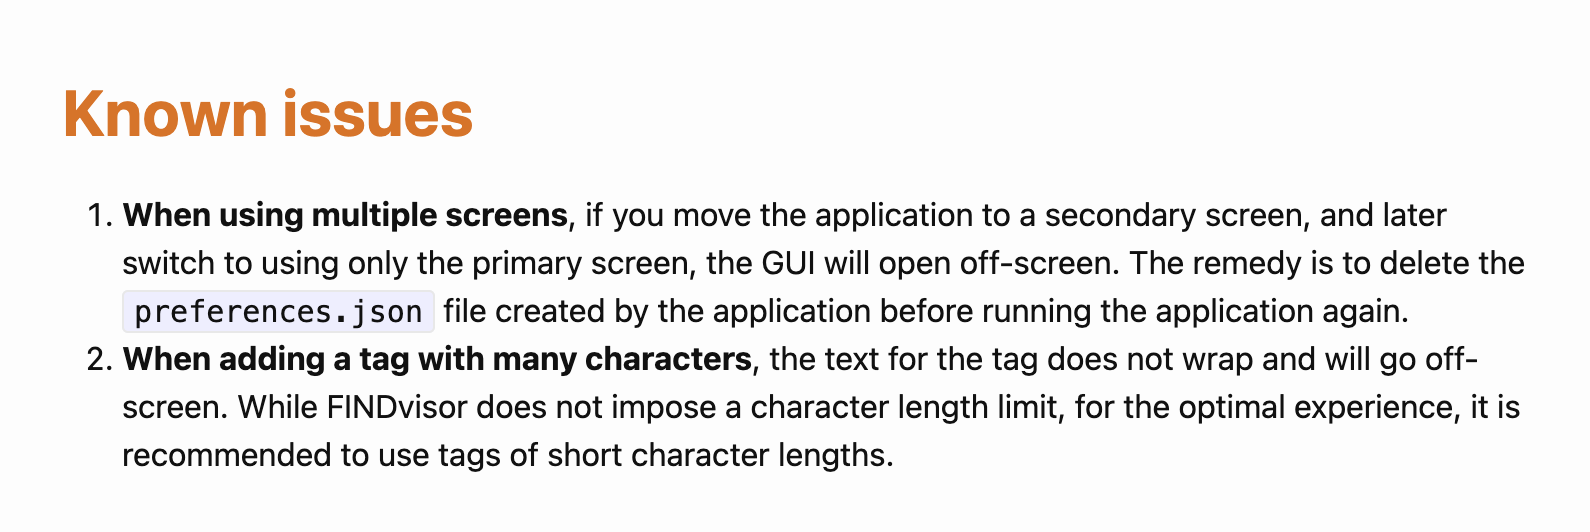 Known issues
1. When using multiple screens, if you move the application to a secondary screen, and later
switch to using only the primary screen, the GUI will open off-screen. The remedy is to delete the
preferences.json file created by the application before running the application again.
2. When adding a tag with many characters, the text for the tag does not wrap and will go off-
screen. While FINDvisor does not impose a character length limit, for the optimal experience, it is
recommended to use tags of short character lengths.